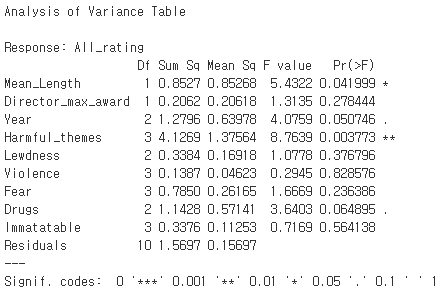 Analysis of Variance Table

Response: All_rating
                   Df Sum Sq Mean Sq F value   Pr(>F)
Mean_Length         1 0.8527 0.85268  5.4322 0.041999 *
Director_max_award  1 0.2062 0.20618  1.3135 0.278444
Year                2 1.2796 0.63978  4.0759 0.050746 .
Harmful_themes      3 4.1269 1.37564  8.7639 0.003773 **
Lewdness            2 0.3384 0.16918  1.0778 0.376796
Violence            3 0.1387 0.04623  0.2945 0.828576
Fear                3 0.7850 0.26165  1.6669 0.236386
Drugs               2 1.1428 0.57141  3.6403 0.064895 .
Immatatable         3 0.3376 0.11253  0.7169 0.564138
Residuals          10 1.5697 0.15697
---
Signif. codes:  0 '***' 0.001 '**' 0.01 '*' 0.05 '.' 0.1 ' ' 1